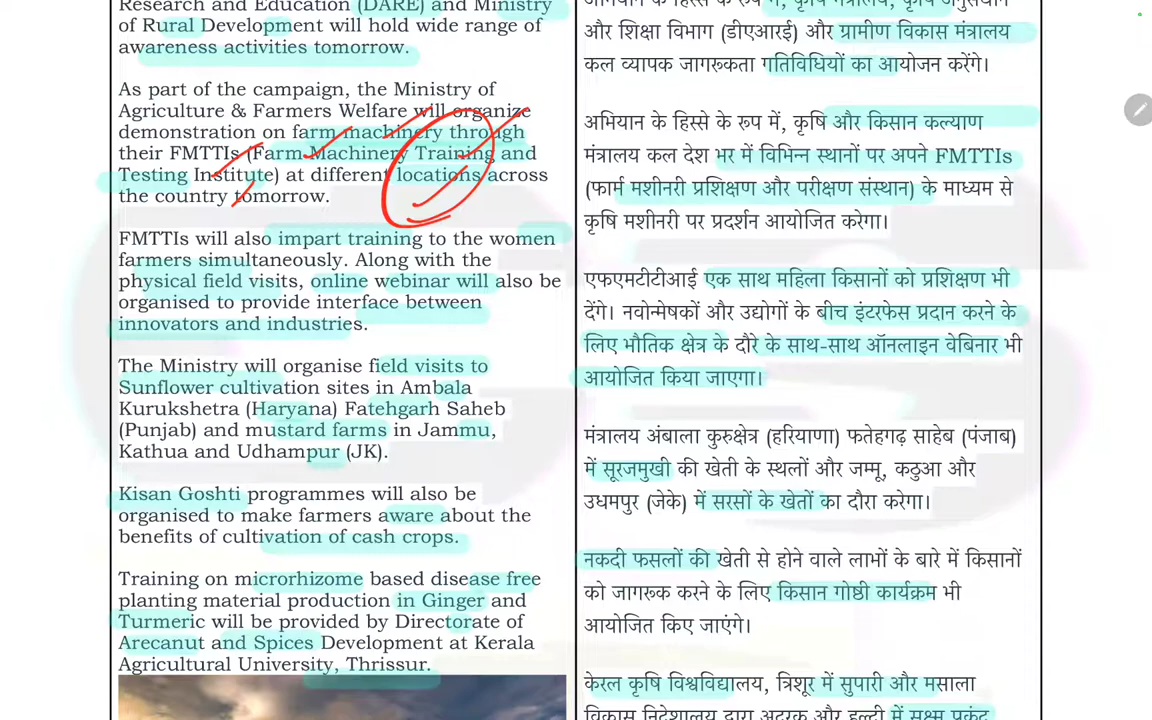 Research and Education (DARE) and Ministry
of Rural Development will hold wide range of
awareness activities tomorrow.
As part of the campaign, the Ministry of
Agriculture & Farmers Welfare will organize
demonstration on farm machinery through
their FMTTIs (Farm Machinery Training and
Testing Institute) at different locations across
the country tomorrow.
FMTTIs will also impart training to the women
farmers simultaneously. Along with the
physical field visits, online webinar will also be
organised to provide interface between
innovators and industries.
The Ministry will organise field visits to
Sunflower cultivation sites in Ambala
Kurukshetra (Haryana) Fatehgarh Saheb
(Punjab) and mustard farms in Jammu,
Kathua and Udhampur (JK).
Kisan Goshti programmes will also be
organised to make farmers aware about the
benefits of cultivation of cash crops.
Training on microrhizome based disease free
planting material production in Ginger and
Turmeric will be provided by Directorate of
Arecanut and Spices Development at Kerala
Agricultural University, Thrissur.
अभियान के हिस्से के रूप में, कृषि मंत्रालय, कृषि अनुसंधान
और शिक्षा विभाग (डीएआरई) और ग्रामीण विकास मंत्रालय
कल व्यापक जागरूकता गतिविधियों का आयोजन करेंगे।
अभियान के हिस्से के रूप में, कृषि और किसान कल्याण
मंत्रालय कल देश भर में विभिन्न स्थानों पर अपने FMTTIs
(फार्म मशीनरी प्रशिक्षण और परीक्षण संस्थान) के माध्यम से
कृषि मशीनरी पर प्रदर्शन आयोजित करेगा।
एफएमटीटीआई एक साथ महिला किसानों को प्रशिक्षण भी
देंगे। नवोन्मेषकों और उद्योगों के बीच इंटरफेस प्रदान करने के
लिए भौतिक क्षेत्र के दौरे के साथ-साथ ऑनलाइन वेबिनार भी
आयोजित किया जाएगा।
मंत्रालय अंबाला कुरुक्षेत्र (हरियाणा) फतेहगढ़ साहेब (पंजाब)
में सूरजमुखी की खेती के स्थलों और जम्मू, कठुआ और
उधमपुर (जेके) में सरसों के खेतों का दौरा करेगा।
नकदी फसलों की खेती से होने वाले लाभों के बारे में किसानों
को जागरूक करने के लिए किसान गोष्ठी कार्यक्रम भी
आयोजित किए जाएंगे।
केरल कृषि विश्वविद्यालय, त्रिशूर में सुपारी और मसाला
विकास निदेशालय द्वारा अदरक और हल्दी में सूक्ष्म प्रकंद